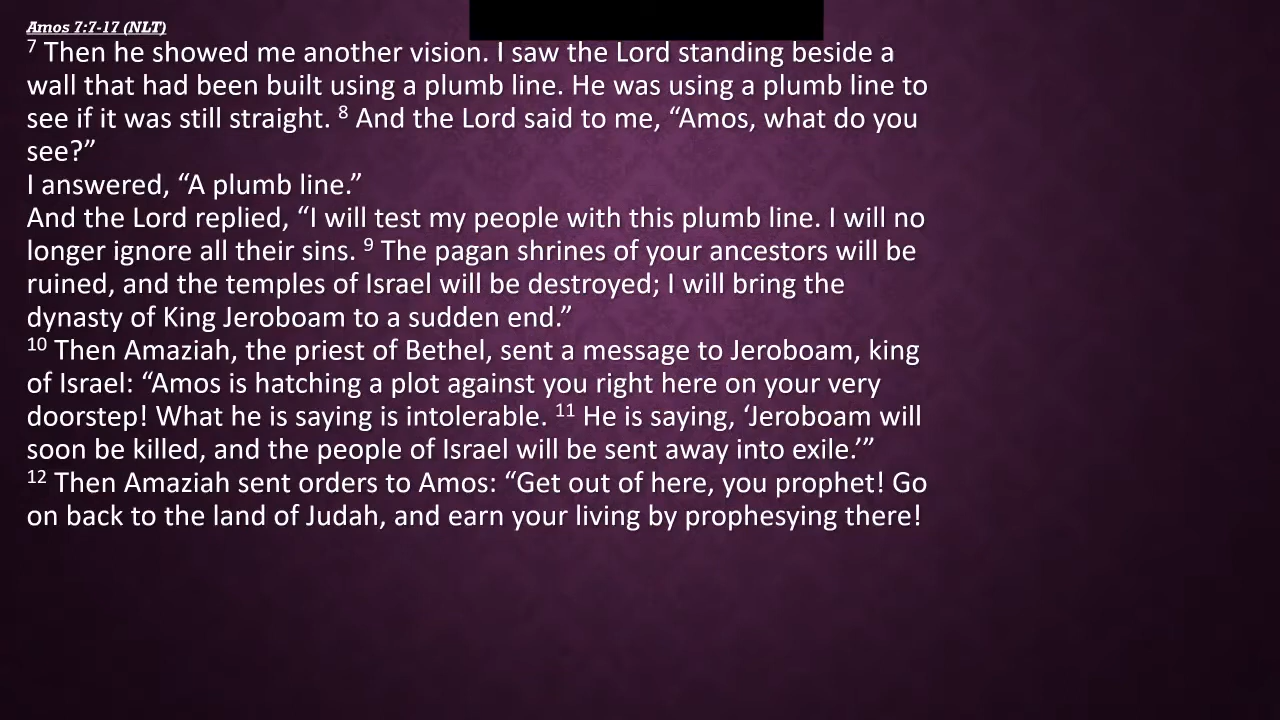 Amos 7:7-17 (NLT)
7 Then he showed me another vision. I saw the Lord standing beside a
wall that had been built using a plumb line. He was using a plumb line to
see if it was still straight. 8 And the Lord said to me, “Amos, what do you
see?”
I answered, “A plumb line.”
And the Lord replied, “I will test my people with this plumb line. I will no
longer ignore all their sins. 9 The pagan shrines of your ancestors will be
ruined, and the temples of Israel will be destroyed; I will bring the
dynasty of King Jeroboam to a sudden end.”
10 Then Amaziah, the priest of Bethel, sent a message to Jeroboam, king
of Israel: “Amos is hatching a plot against you right here on your very
doorstep! What he is saying is intolerable. 11 He is saying, ‘Jeroboam will
soon be killed, and the people of Israel will be sent away into exile.’”
12 Then Amaziah sent orders to Amos: “Get out of here, you prophet! Go
on back to the land of Judah, and earn your living by prophesying there!